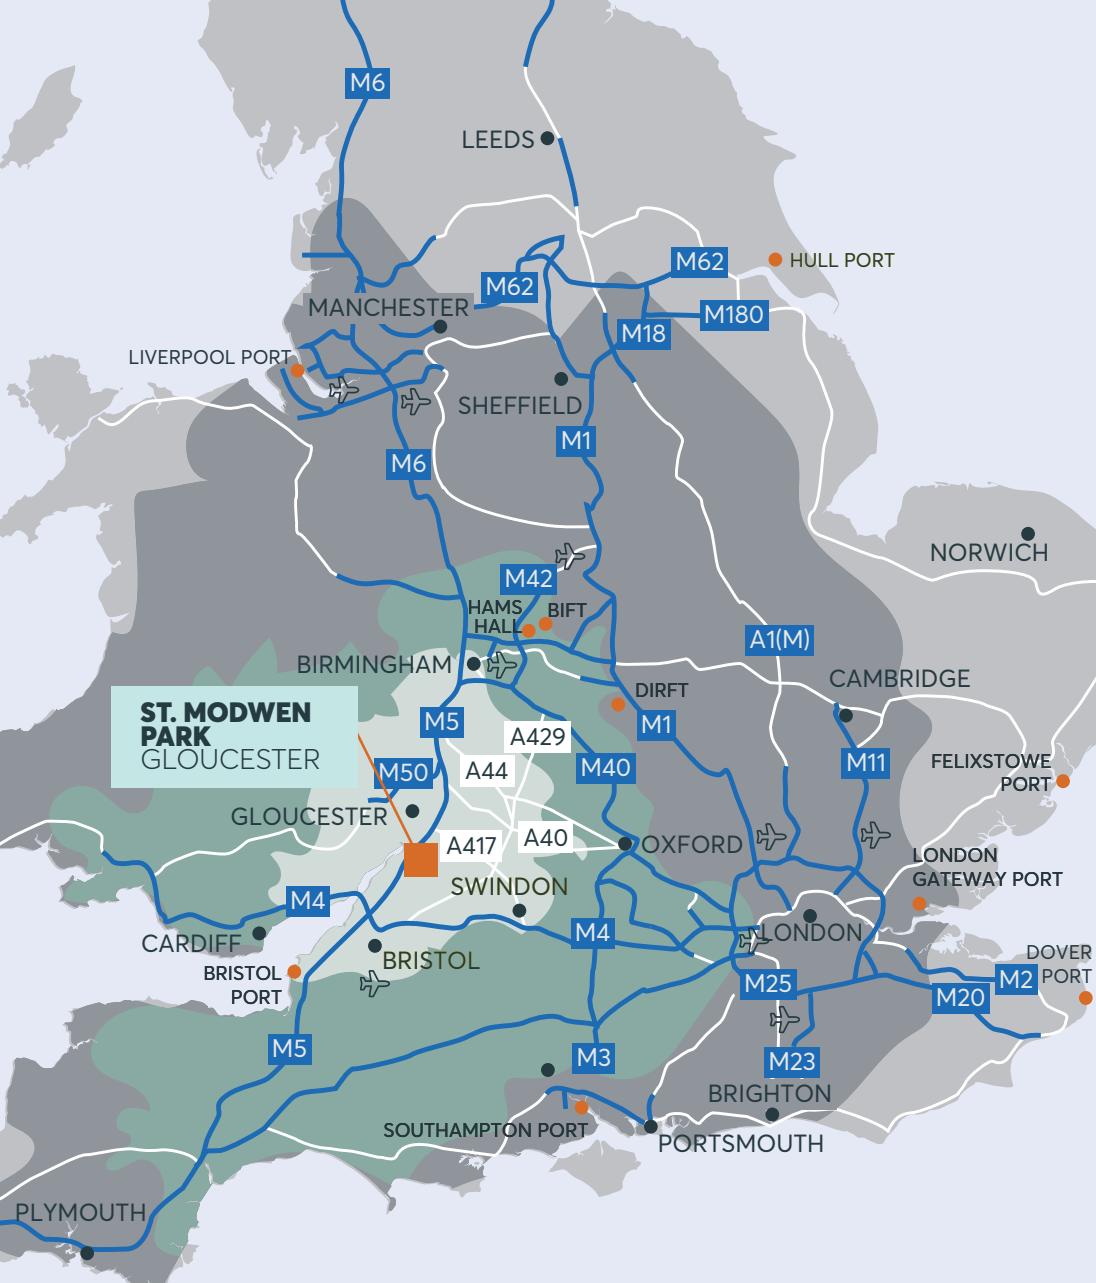 M6
LEEDS
M62
HULL PORT
M62
MANCHESTER
M180
M18
LIVERPOOL PORT
SHEFFIELD
M1
M6
NORWICH
M42
HAMS
HALL
BIFT
A1(M)
BIRMINGHAM
CAMBRIDGE
DIRFT
ST. MODWEN
PARK
GLOUCESTER
M5
M1
A429
M11
FELIXSTOWE
PORT
M50
A44
M40
GLOUCESTER
A417
A40
OXFORD
LONDON
GATEWAY PORT
SWINDON
M4
M4
LONDON
CARDIFF
BRISTOL
DOVER
PORT
BRISTOL
PORT
M25
M2
M20
M5
M3
M23
BRIGHTON
SOUTHAMPTON PORT
PORTSMOUTH
PLYMOUTH